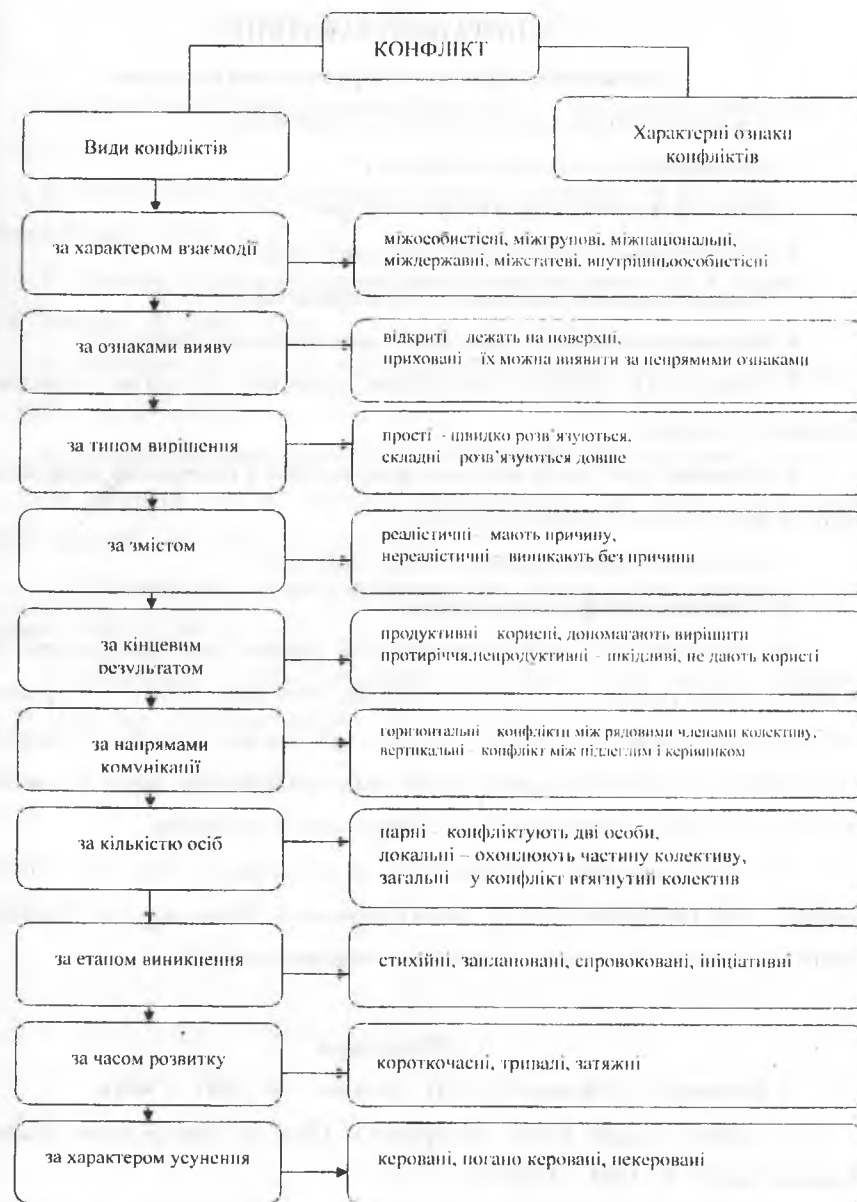 КОНФЛІКТ
Види конфліктів
Характерні ознаки
конфліктів
за характером взаємодії
міжособистісні, міжгрупові, міжнаціональні,
міждержавні, міжстатеві, внутрішньоособистісні
за ознаками вияву
відкриті – лежать на поверхні,
приховані – їх можна виявити за непрямими ознаками
за типом вирішення
прості – швидко розв'язуються,
складні – розв'язуються довше
за змістом
реалістичні – мають причину,
нереалістичні – виникають без причини
за кінцевим
результатом
продуктивні – корисні, допомагають вирішити
протиріччя,непродуктивні – шкідливі, не дають користі
за напрямами
комунікації
горизонтальні – конфлікти між рядовими членами колективу,
вертикальні – конфлікт між підлеглим і керівником
за кількістю осіб
парні – конфліктують дві особи,
локальні – охоплюють частину колективу,
загальні – у конфлікт втягнутий колектив
за етапом виникнення
стихійні, заплановані, спровоковані, ініціативні
за часом розвитку
короткочасні, тривалі, затяжні
за характером усунення
керовані, погано керовані, некеровані